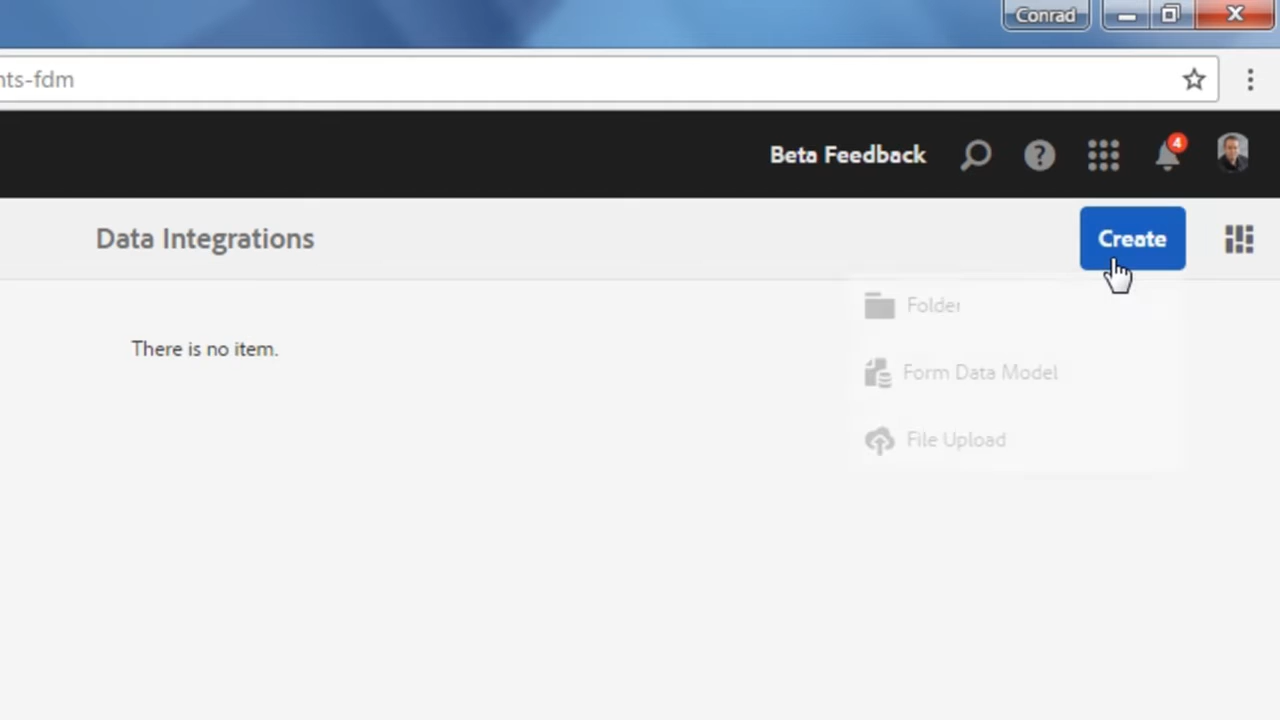 Conrad
nts-fdm
Beta Feedback
4
Data Integrations
Create
Folder
There is no item.
Form Data Model
File Upload